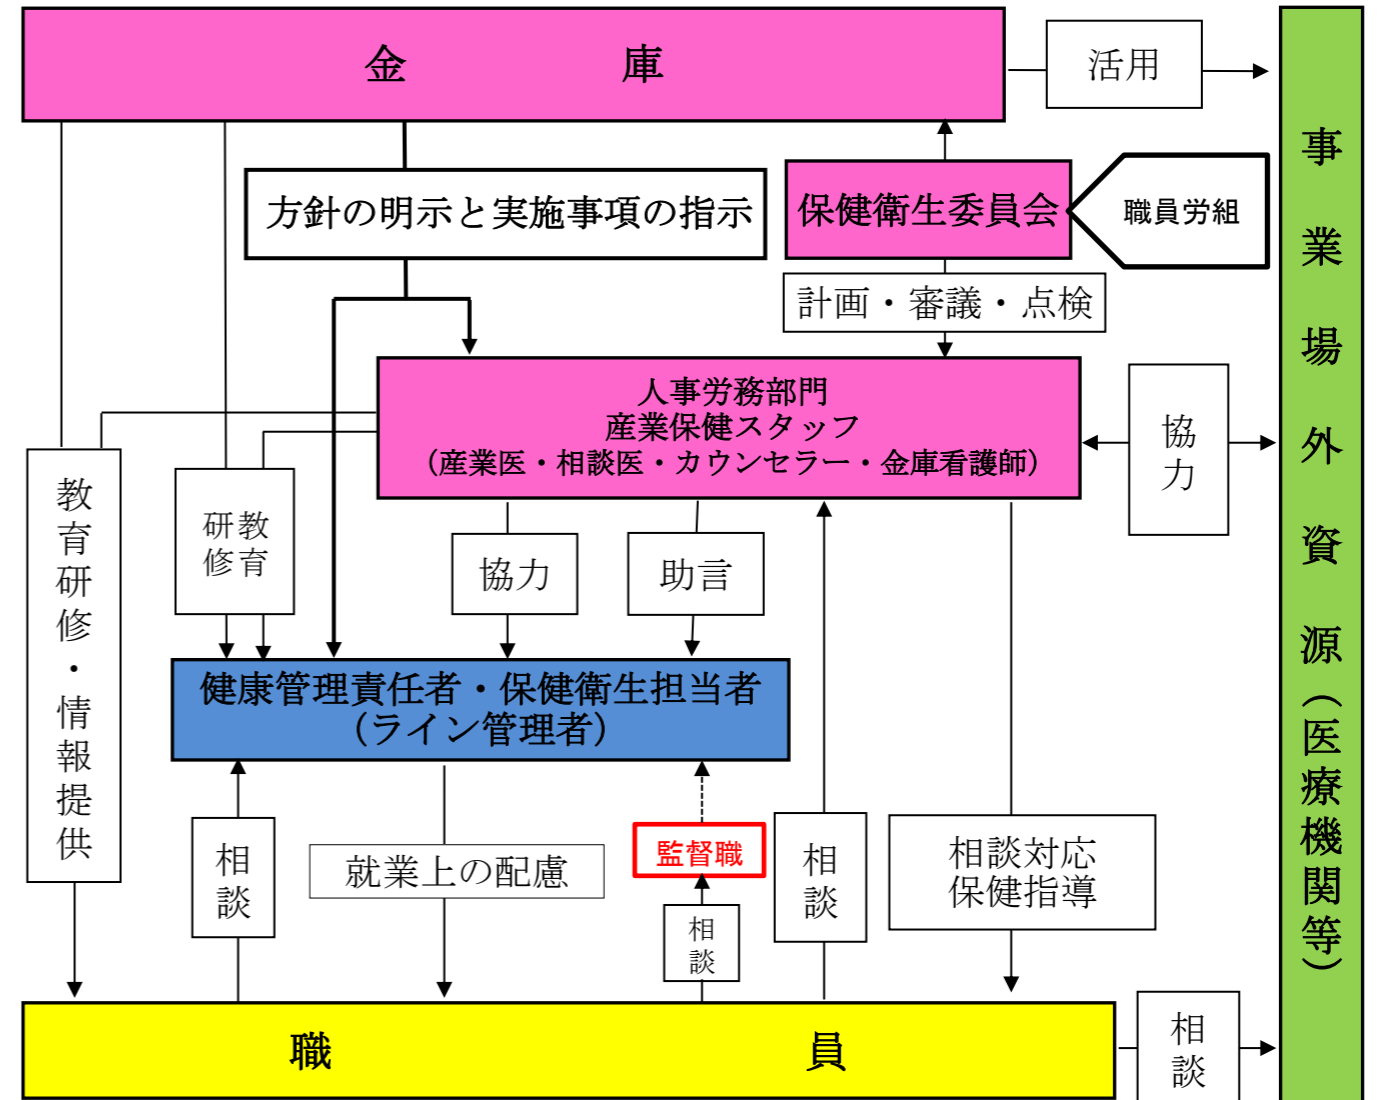 金庫
活用
方針の明示と実施事項の指示
保健衛生委員会
職員労組
計画・審議・点検
人事労務部門
産業保健スタッフ
（産業医・相談医・カウンセラー・金庫看護師）
協力
事業場外資源（医療機関等）
教育研修・情報提供
教育
研修
協力
助言
健康管理責任者・保健衛生担当者
（ライン管理者）
相談
就業上の配慮
監督職
相談
相談
相談対応
保健指導
職員
相談